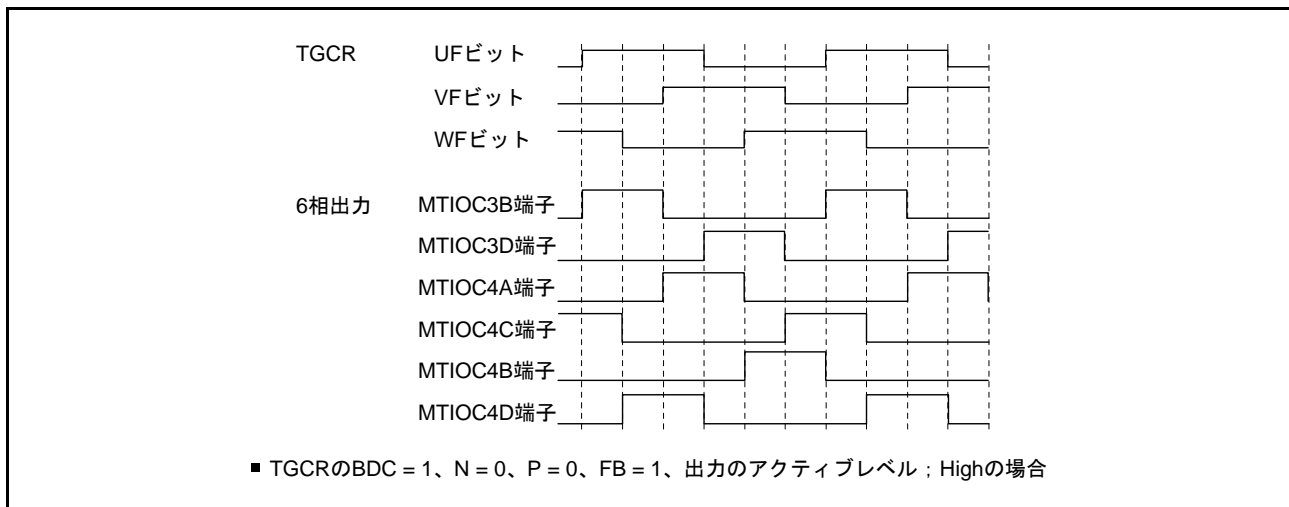 TGCR UFビット
VFビット
WFビット
6相出力 MTIOC3B端子
MTIOC3D端子
MTIOC4A端子
MTIOC4C端子
MTIOC4B端子
MTIOC4D端子
■ TGCRのBDC = 1、N = 0、P = 0、FB = 1、出力のアクティブレベル；Highの場合